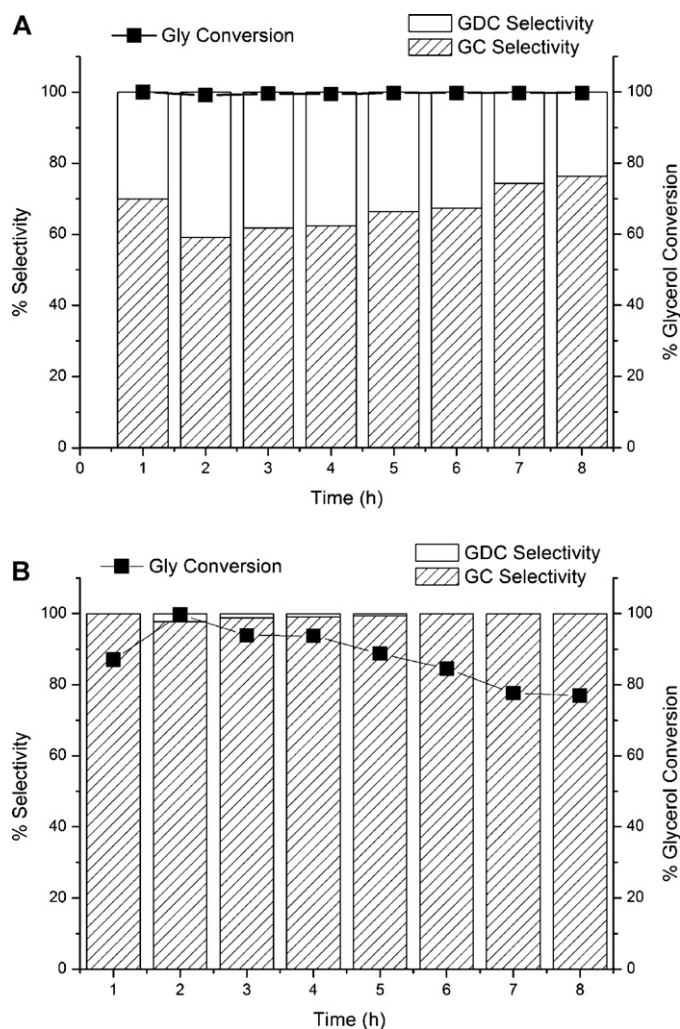 A
Gly Conversion
GDC Selectivity
GC Selectivity
100
80
60
40
20
0
% Selectivity
100
80
60
40
20
0
% Glycerol Conversion
0 1 2 3 4 5 6 7 8
Time (h)
B
Gly Conversion
GDC Selectivity
GC Selectivity
100
80
60
40
20
0
% Selectivity
100
80
60
40
20
0
% Glycerol Conversion
1 2 3 4 5 6 7 8
Time (h)